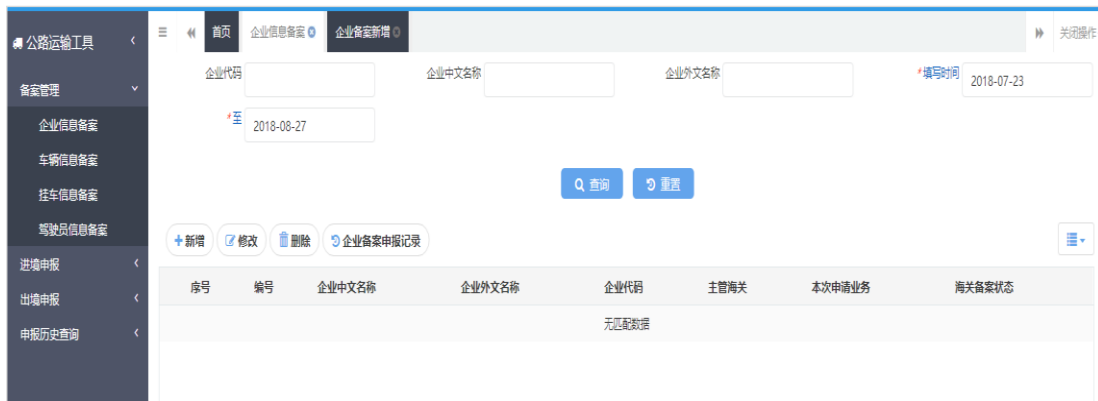 公路运输工具
备案管理
企业信息备案
车辆信息备案
挂车信息备案
驾驶员信息备案
进境申报
出境申报
申报历史查询
首页 企业信息备案 企业备案新增 关闭操作
企业代码 企业中文名称 企业外文名称 *填写时间 2018-07-23
*至 2018-08-27
查询 重置
新增 修改 删除 企业备案申报记录
序号 编号 企业中文名称 企业外文名称 企业代码 主管海关 本次申请业务 海关备案状态
无匹配数据